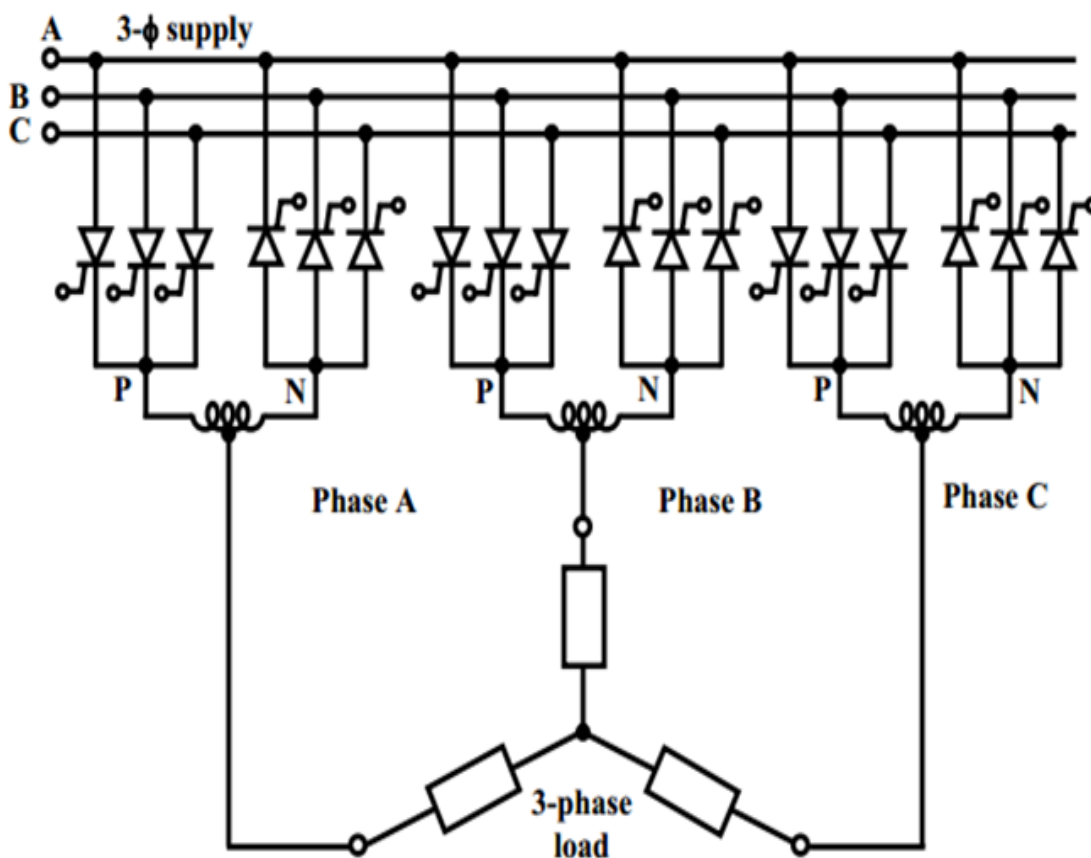 A 3-ϕ supply
B
C
P N P N P N
Phase A Phase B Phase C
3-phase
load